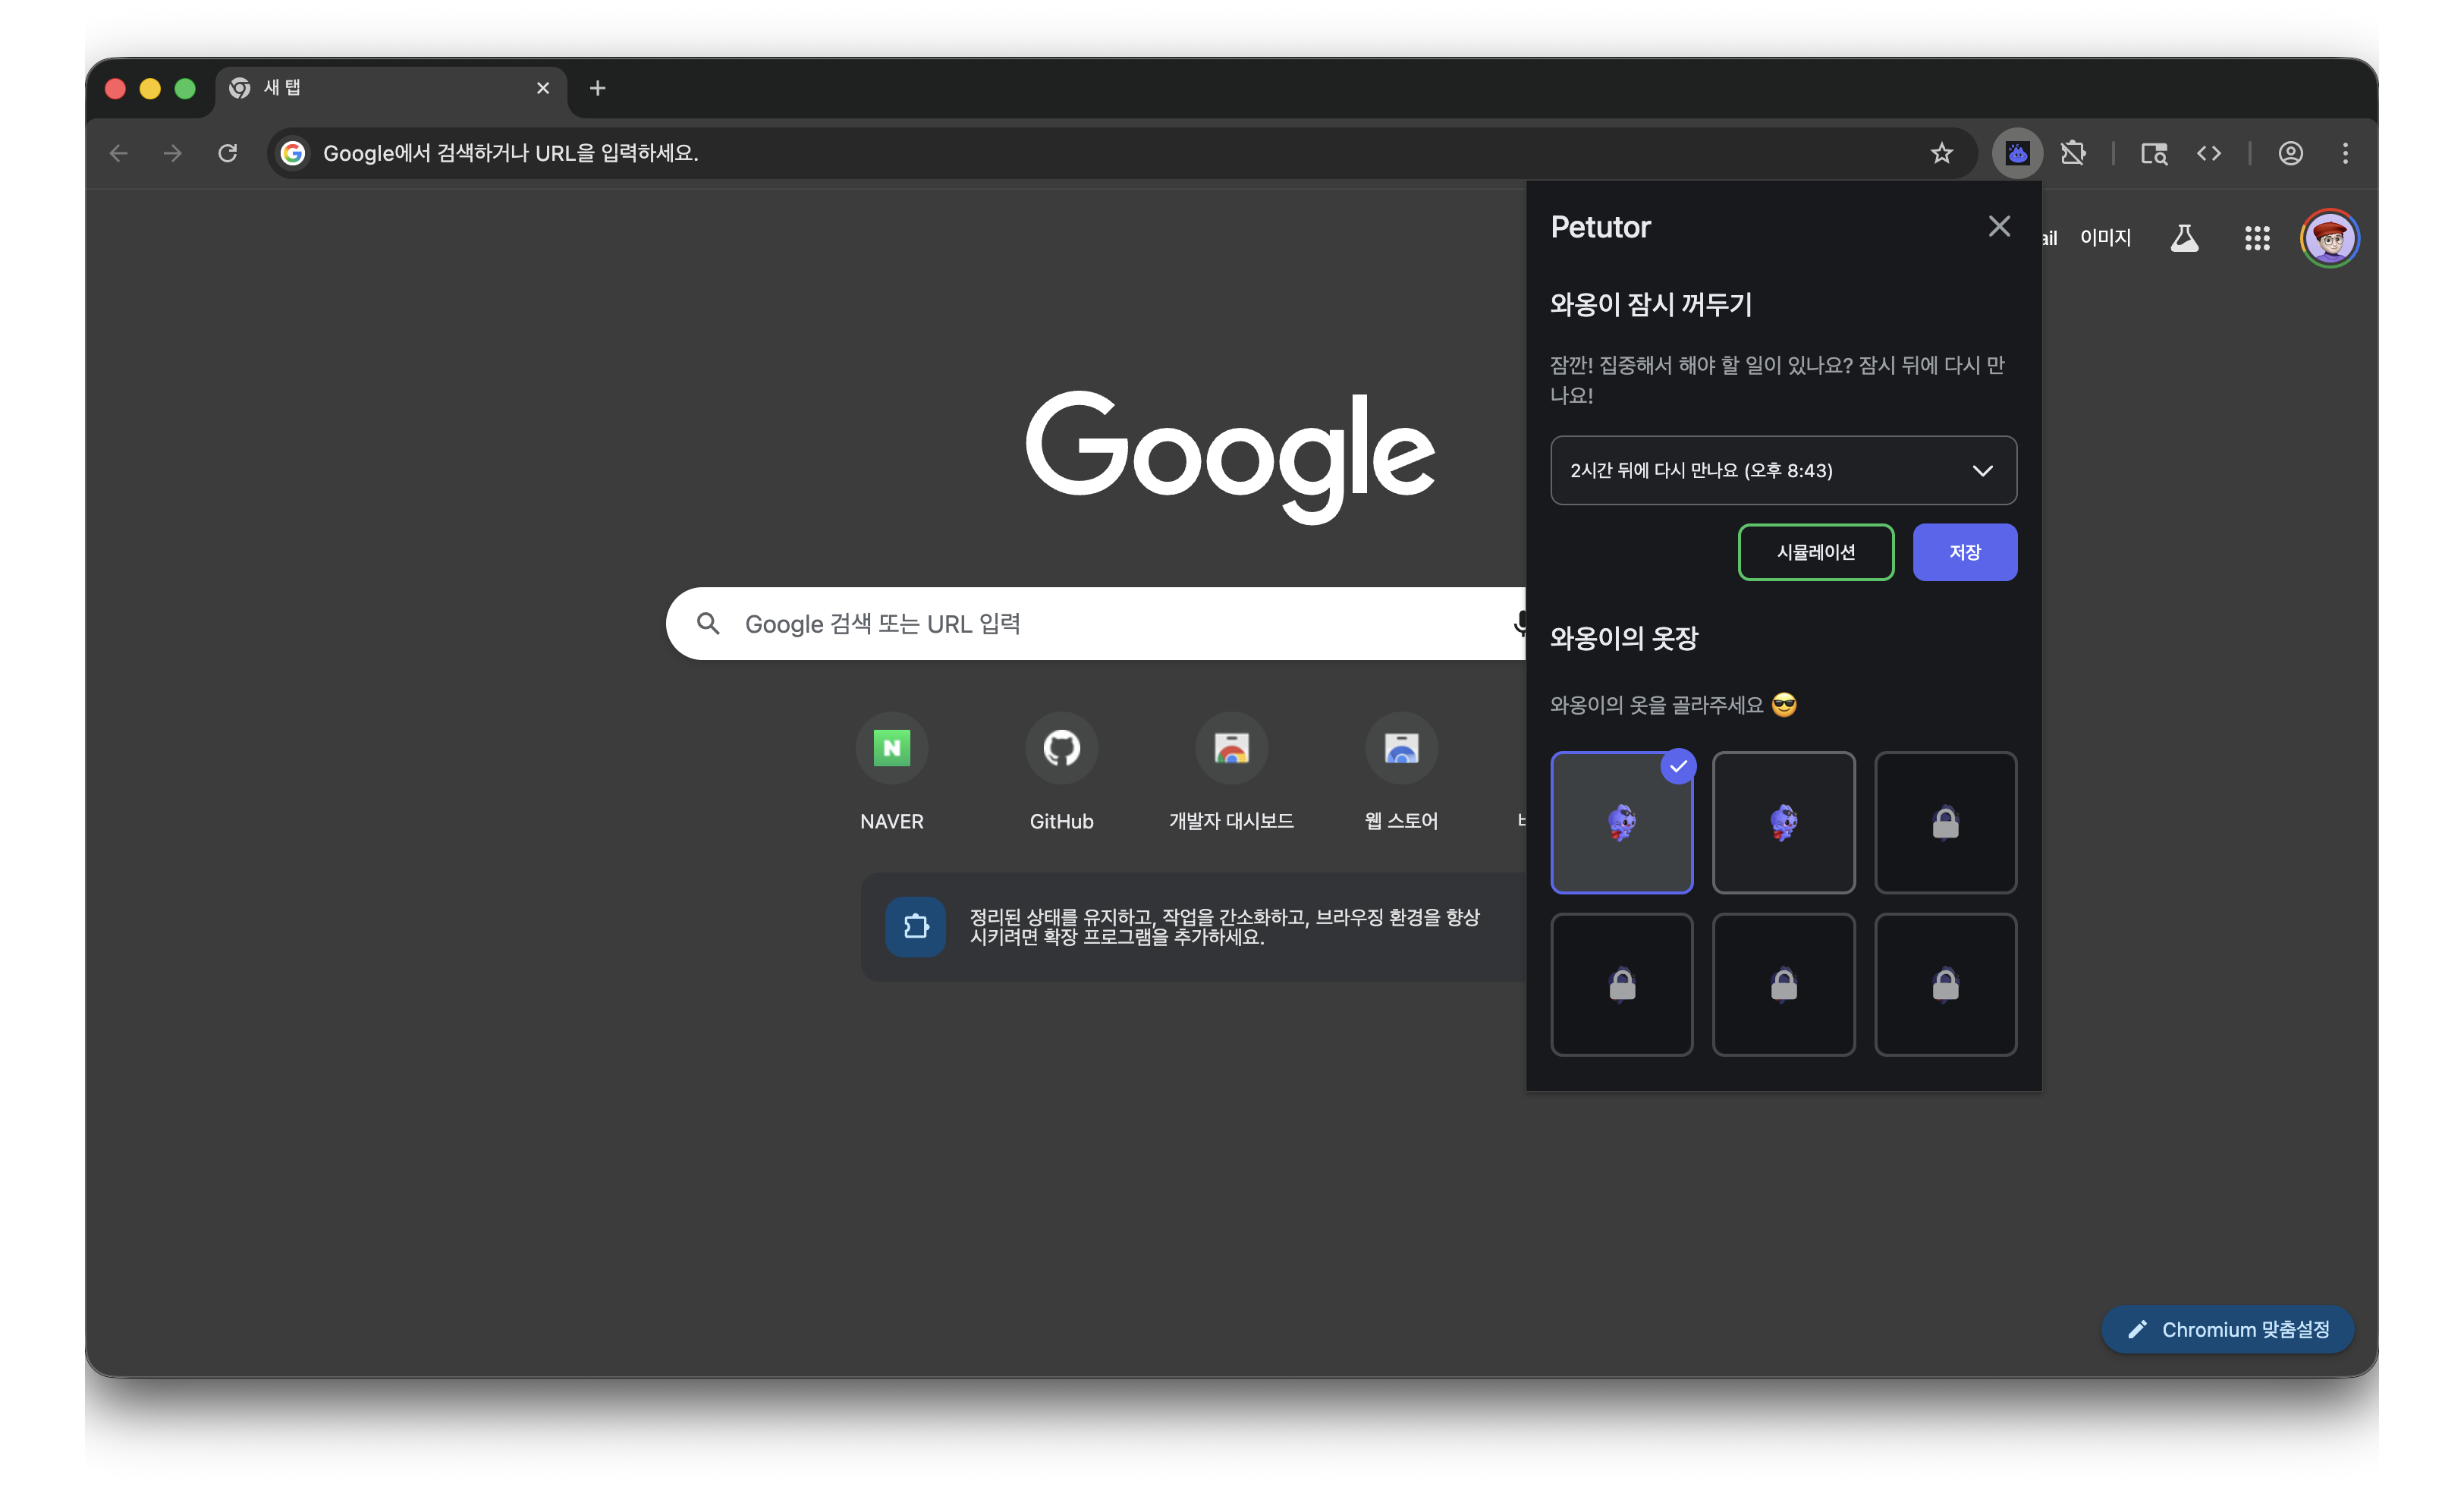 새 탭
Google에서 검색하거나 URL을 입력하세요.
이미지
Petutor
와옹이 잠시 꺼두기
잠깐! 집중해서 해야 할 일이 있나요? 잠시 뒤에 다시 만
나요!
2시간 뒤에 다시 만나요 (오후 8:43)
시뮬레이션
저장
와옹이의 옷장
와옹이의 옷을 골라주세요 😎
Google
Google 검색 또는 URL 입력
NAVER
GitHub
개발자 대시보드
웹 스토어
정리된 상태를 유지하고, 작업을 간소화하고, 브라우징 환경을 향상
시키려면 확장 프로그램을 추가하세요.
Chromium 맞춤설정